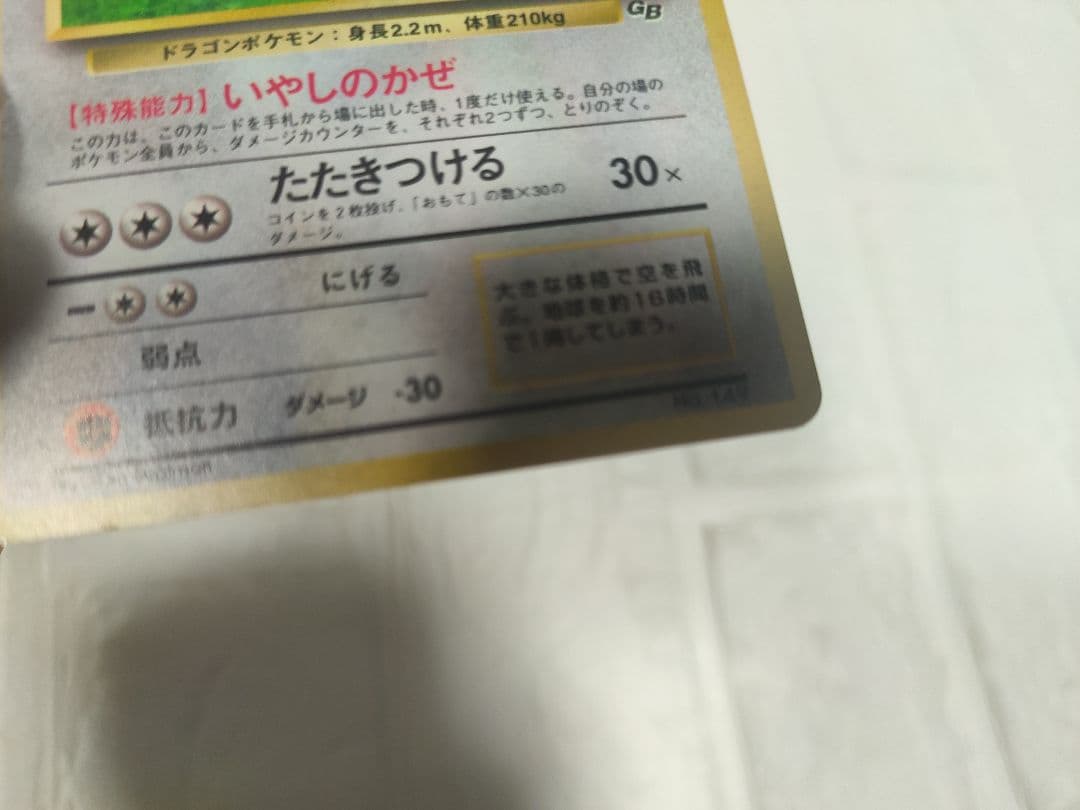 GB
ドラゴンポケモン：身長2.2m、体重210kg
【特殊能力】いやしのかぜ
この力は、このカードを手札から場に出した時、1度だけ使える。自分の場の
ポケモン全員から、ダメージカウンターを、それぞれ2つずつ、とりのぞく。
たたきつける 30×
コインを2枚投げ、「おもて」の数×30の
ダメージ。
にげる
弱点
抵抗力 ダメージ -30
大きな体格で空を飛
ぶ。地球を約16時間
で1周してしまう。
No.149